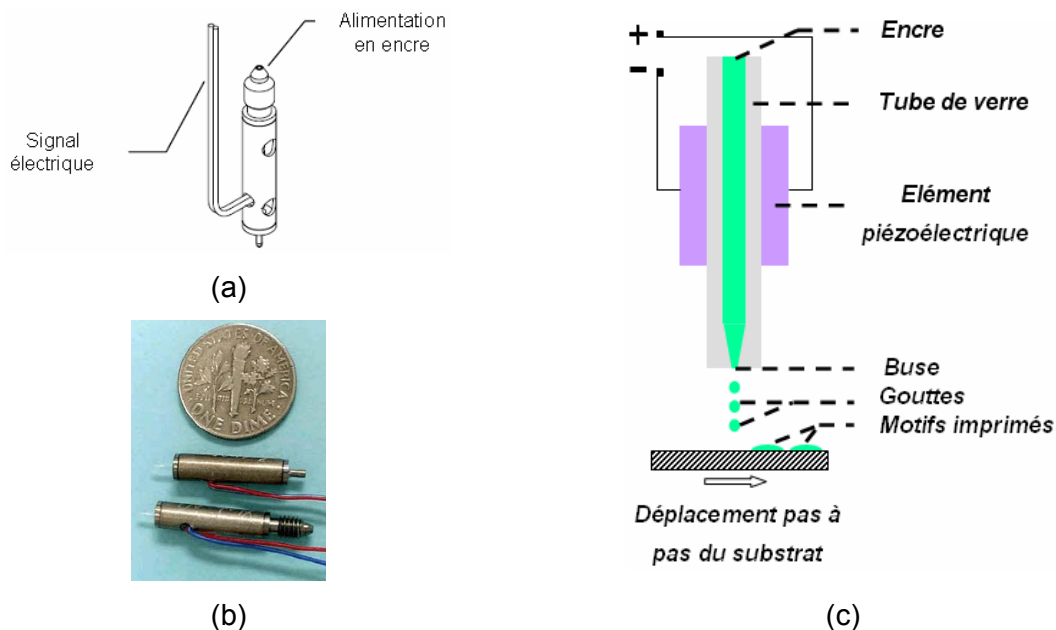 Alimentation
en encre
Signal
électrique
(a)
UNITED STATES OF AMERICA
ONE DIME
(b)
+
-
Encre
Tube de verre
Elément
piézoélectrique
Buse
Gouttes
Motifs imprimés
Déplacement pas à
pas du substrat
(c)